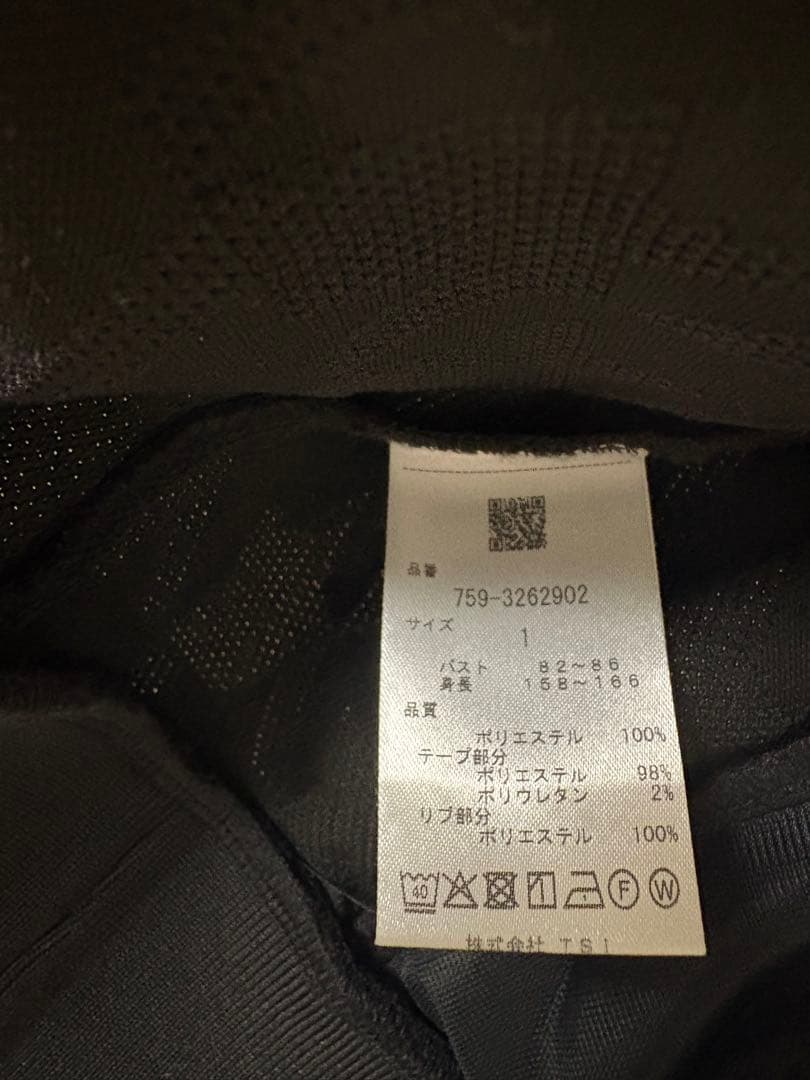 品番
759-3262902
サイズ
1
バスト 82～86
身長 158～166
品質
ポリエステル 100%
テープ部分
ポリエステル 98%
ポリウレタン 2%
リブ部分
ポリエステル 100%
40 F W
株式会社 TSI